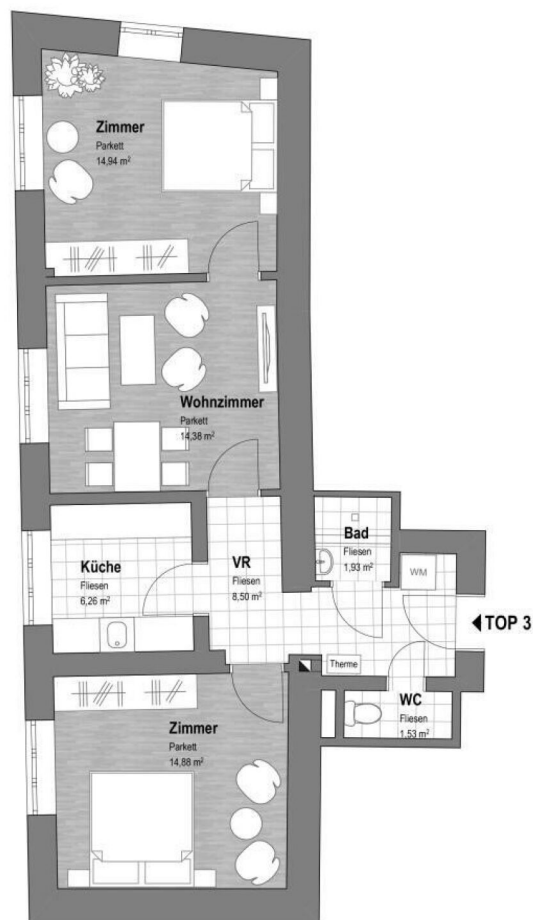 Zimmer
Parkett
14,94 m²
Wohnzimmer
Parkett
14,38 m²
Küche
Fliesen
6,26 m²
VR
Fliesen
8,50 m²
Bad
Fliesen
1,93 m²
WM
TOP 3
Therme
WC
Fliesen
1,53 m²
Zimmer
Parkett
14,88 m²